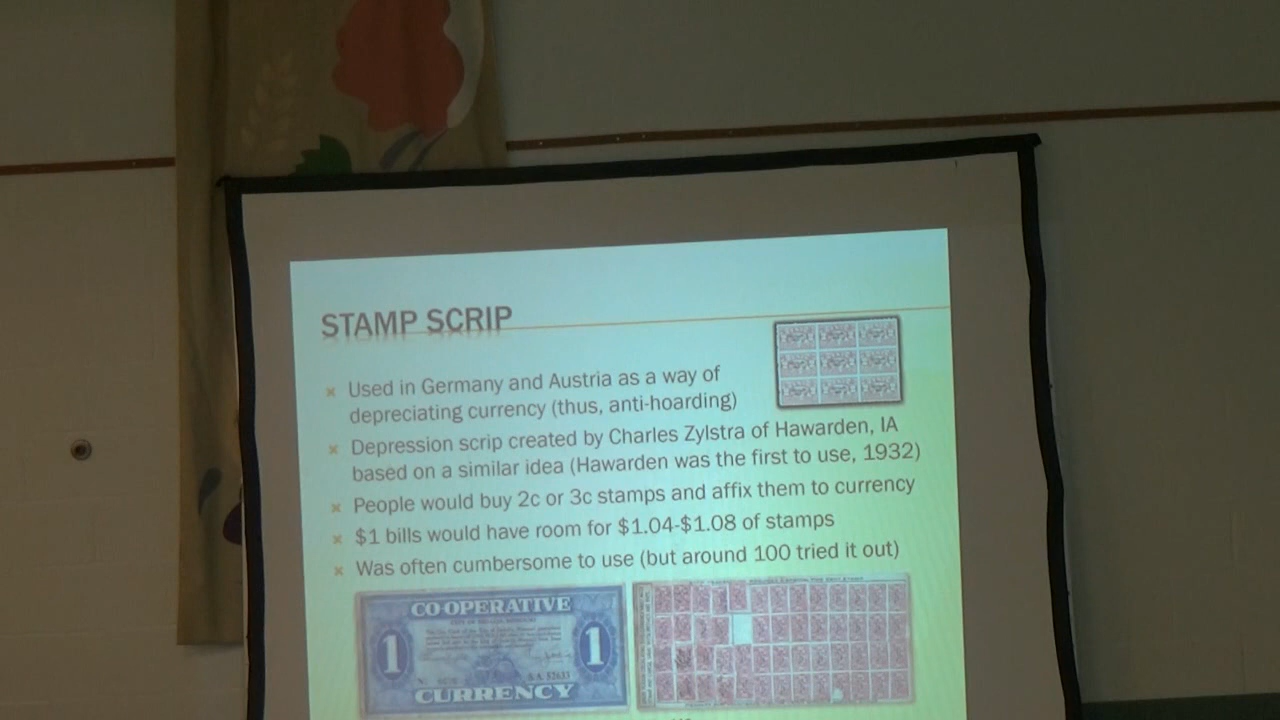 STAMP SCRIP
Used in Germany and Austria as a way of
depreciating currency (thus, anti-hoarding)
Depression scrip created by Charles Zylstra of Hawarden, IA
based on a similar idea (Hawarden was the first to use, 1932)
People would buy 2c or 3c stamps and affix them to currency
$1 bills would have room for $1.04-$1.08 of stamps
Was often cumbersome to use (but around 100 tried it out)
CO-OPERATIVE
1 1
CURRENCY